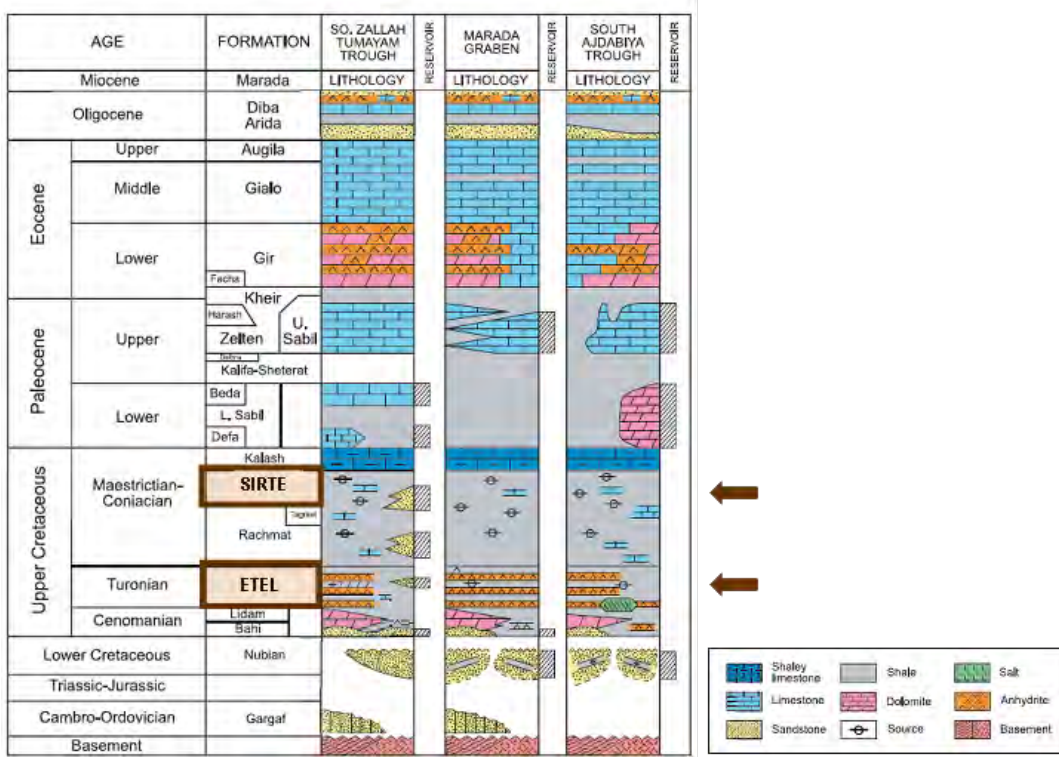 AGE
FORMATION
SO. ZALLAH
TUMAYAM
TROUGH
RESERVOIR
MARADA
GRABEN
RESERVOIR
SOUTH
AJDABIYA
TROUGH
RESERVOIR
Miocene
Marada
LITHOLOGY
LITHOLOGY
LITHOLOGY
Oligocene
Diba
Arida
Eocene
Upper
Augila
Middle
Gialo
Lower
Gir
Facha
Paleocene
Kheir
Upper
Harash
Zelten
U.
Sabil
Kalifa-Sheterat
Lower
Beda
L. Sabil
Defa
Upper Cretaceous
Kalash
Maestrictian-
Coniacian
SIRTE
Rachmat
Turonian
ETEL
Cenomanian
Lidam
Bahi
Lower Cretaceous
Nubian
Triassic-Jurassic
Cambro-Ordovician
Gargaf
Basement
Shaley
limestone
Shale
Salt
Limestone
Dolomite
Anhydrite
Sandstone
Source
Basement